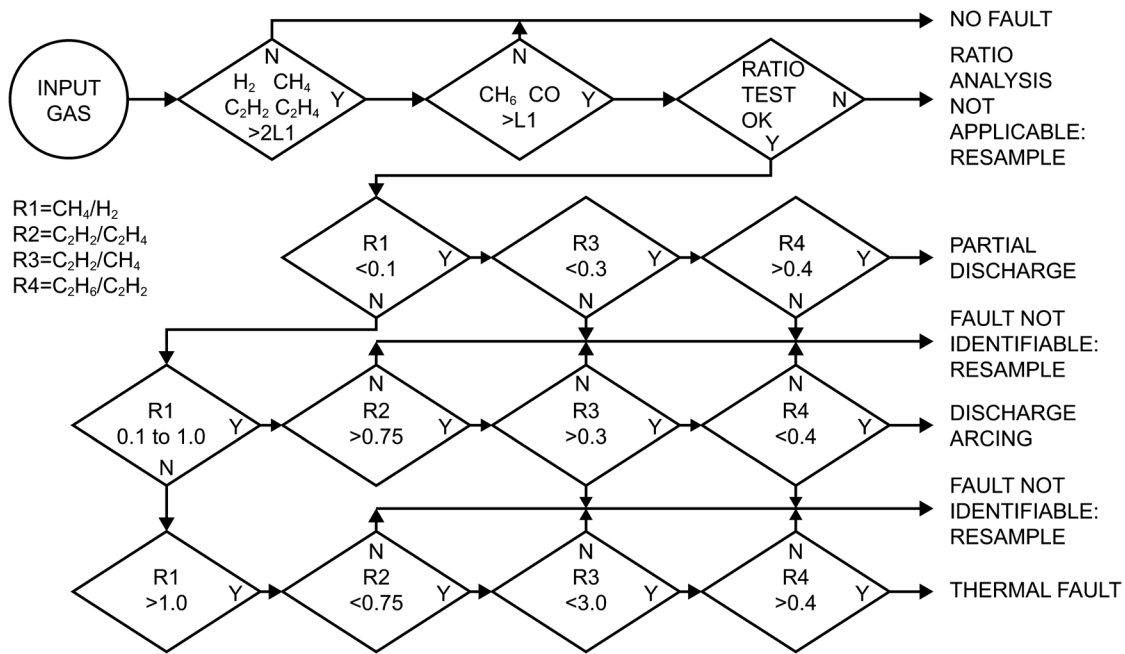 NO FAULT
INPUT
GAS
H₂ CH₄
C₂H₂ C₂H₄
>2L1
N
Y
CH₆ CO
>L1
N
Y
RATIO
TEST
OK
N
Y
RATIO
ANALYSIS
NOT
APPLICABLE:
RESAMPLE
R1=CH₄/H₂
R2=C₂H₂/C₂H₄
R3=C₂H₂/CH₄
R4=C₂H₆/C₂H₂
R1
<0.1
Y
N
R3
<0.3
Y
N
R4
>0.4
Y
N
PARTIAL
DISCHARGE
FAULT NOT
IDENTIFIABLE:
RESAMPLE
R1
0.1 to 1.0
Y
N
N
R2
>0.75
Y
N
R3
>0.3
Y
N
R4
<0.4
Y
DISCHARGE
ARCING
FAULT NOT
IDENTIFIABLE:
RESAMPLE
R1
>1.0
Y
N
R2
<0.75
Y
N
R3
<3.0
Y
N
R4
>0.4
Y
THERMAL FAULT